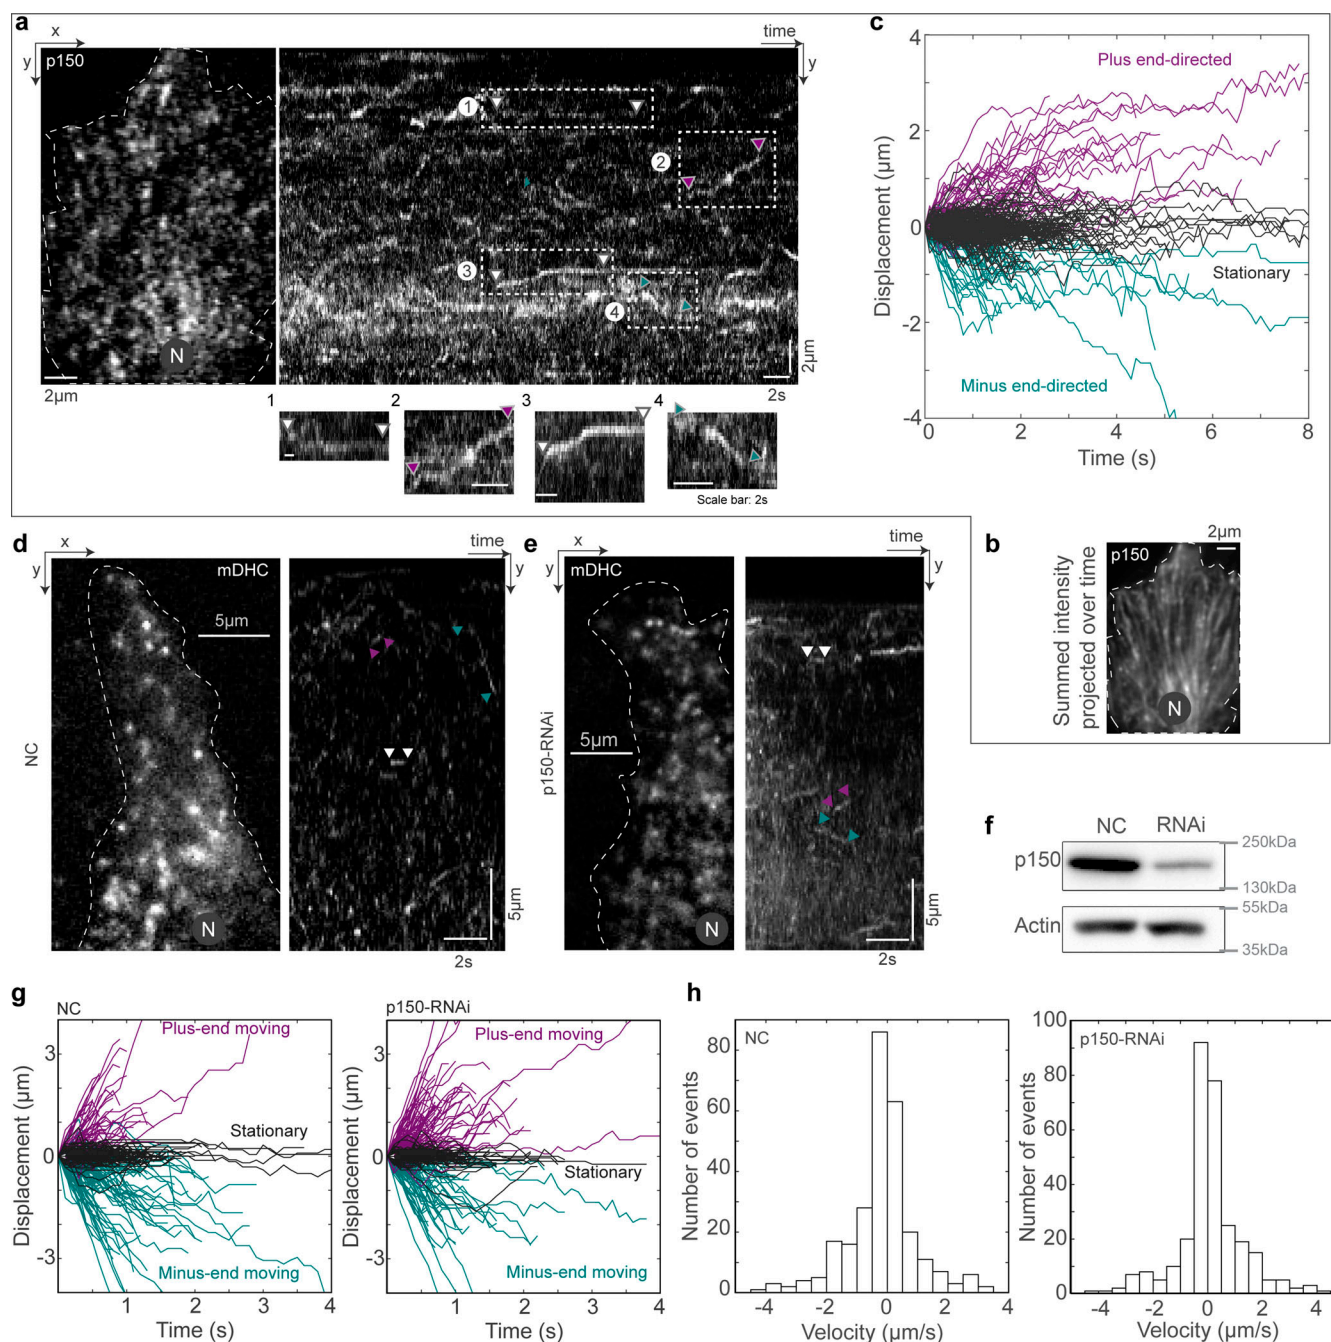 a
x
y
p150
N
2µm
time
y
1
2
3
4
2µm
2s
1
2
3
4
Scale bar: 2s
c
Displacement (µm)
4
2
0
-2
-4
Plus end-directed
Stationary
Minus end-directed
0
2
4
6
8
Time (s)
b
2µm
p150
Summed intensity
projected over time
N
d
x
y
mDHC
5µm
NC
N
time
y
5µm
2s
e
x
y
mDHC
5µm
p150-RNAi
N
time
y
5µm
2s
f
NC
RNAi
p150
250kDa
130kDa
Actin
55kDa
35kDa
g
NC
Displacement (µm)
3
0
-3
Plus-end moving
Stationary
Minus-end moving
1
2
3
4
Time (s)
p150-RNAi
Displacement (µm)
3
0
-3
Plus-end moving
Stationary
Minus-end moving
0
1
2
3
4
Time (s)
h
NC
Number of events
80
60
40
20
0
-4
-2
0
2
4
Velocity (µm/s)
p150-RNAi
Number of events
100
80
60
40
20
0
-4
-2
0
2
4
Velocity (µm/s)